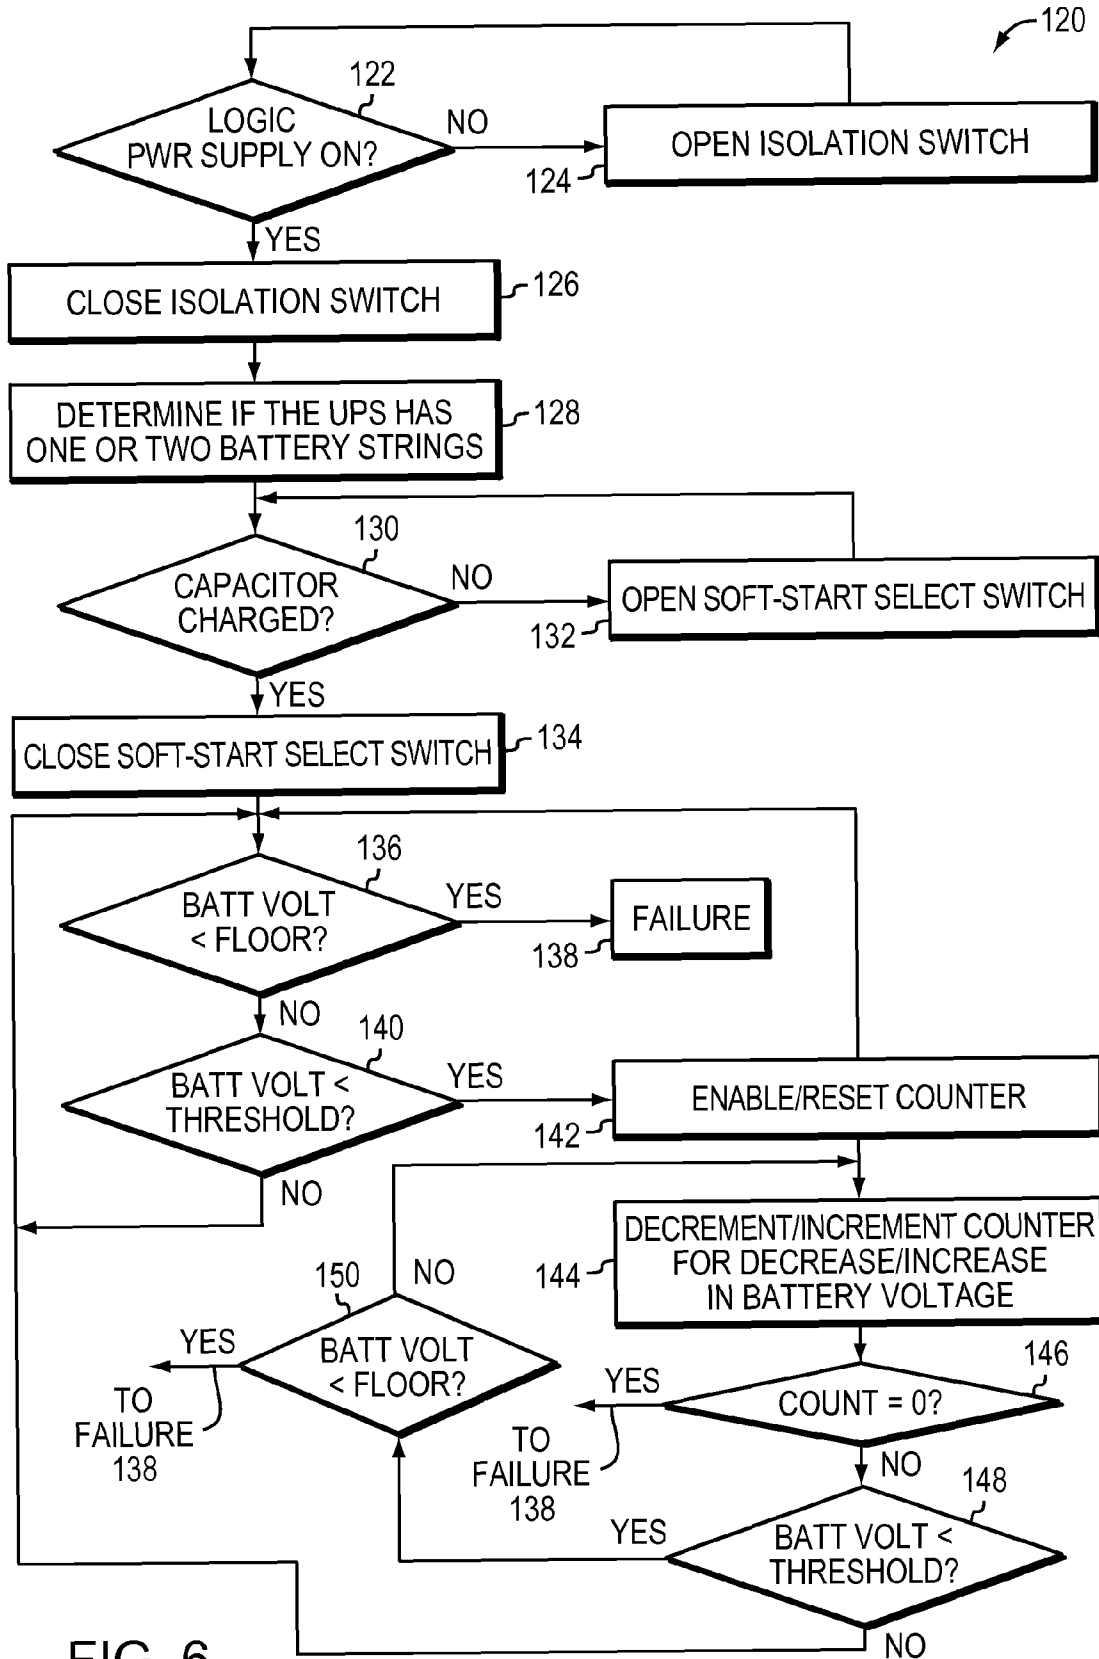 120
122
LOGIC
PWR SUPPLY ON?
NO
OPEN ISOLATION SWITCH
124
YES
CLOSE ISOLATION SWITCH
126
DETERMINE IF THE UPS HAS
ONE OR TWO BATTERY STRINGS
128
130
CAPACITOR
CHARGED?
NO
OPEN SOFT-START SELECT SWITCH
132
YES
CLOSE SOFT-START SELECT SWITCH
134
136
BATT VOLT
< FLOOR?
YES
FAILURE
138
NO
140
BATT VOLT <
THRESHOLD?
YES
ENABLE/RESET COUNTER
142
NO
DECREMENT/INCREMENT COUNTER
FOR DECREASE/INCREASE
IN BATTERY VOLTAGE
144
150
NO
BATT VOLT
< FLOOR?
YES
TO
FAILURE
138
146
COUNT = 0?
YES
TO
FAILURE
138
NO
148
BATT VOLT <
THRESHOLD?
YES
NO
FIG. 6